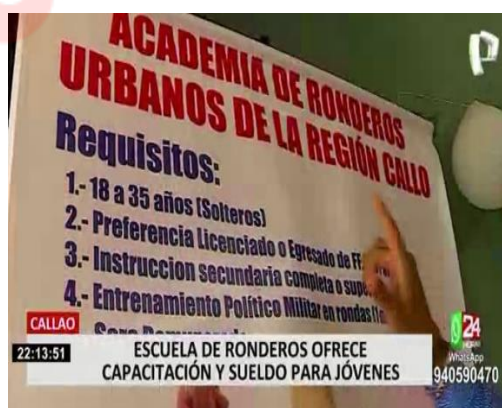 ACADEMIA DE RONDEROS
URBANOS DE LA REGIÓN CALLO
Requisitos:
1.- 18 a 35 años (Solteros)
2.- Preferencia Licenciado o Egresado de FF
3.- Instruccion secundaria completa o
4.- Entrenamiento Político Militar en rondas
CALLAO
22:13:51
ESCUELA DE RONDEROS OFRECE
CAPACITACIÓN Y SUELDO PARA JÓVENES
24
HORAS
WhatsApp
940590470